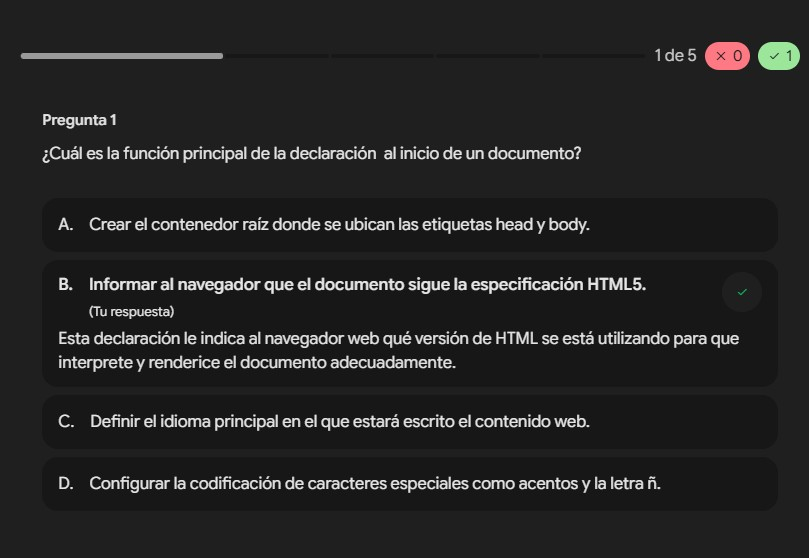 1 de 5 × 0 ✓ 1
Pregunta 1
¿Cuál es la función principal de la declaración  al inicio de un documento?
A. Crear el contenedor raíz donde se ubican las etiquetas head y body.
B. Informar al navegador que el documento sigue la especificación HTML5.
(Tu respuesta)
Esta declaración le indica al navegador web qué versión de HTML se está utilizando para que
interprete y renderice el documento adecuadamente.
C. Definir el idioma principal en el que estará escrito el contenido web.
D. Configurar la codificación de caracteres especiales como acentos y la letra ñ.